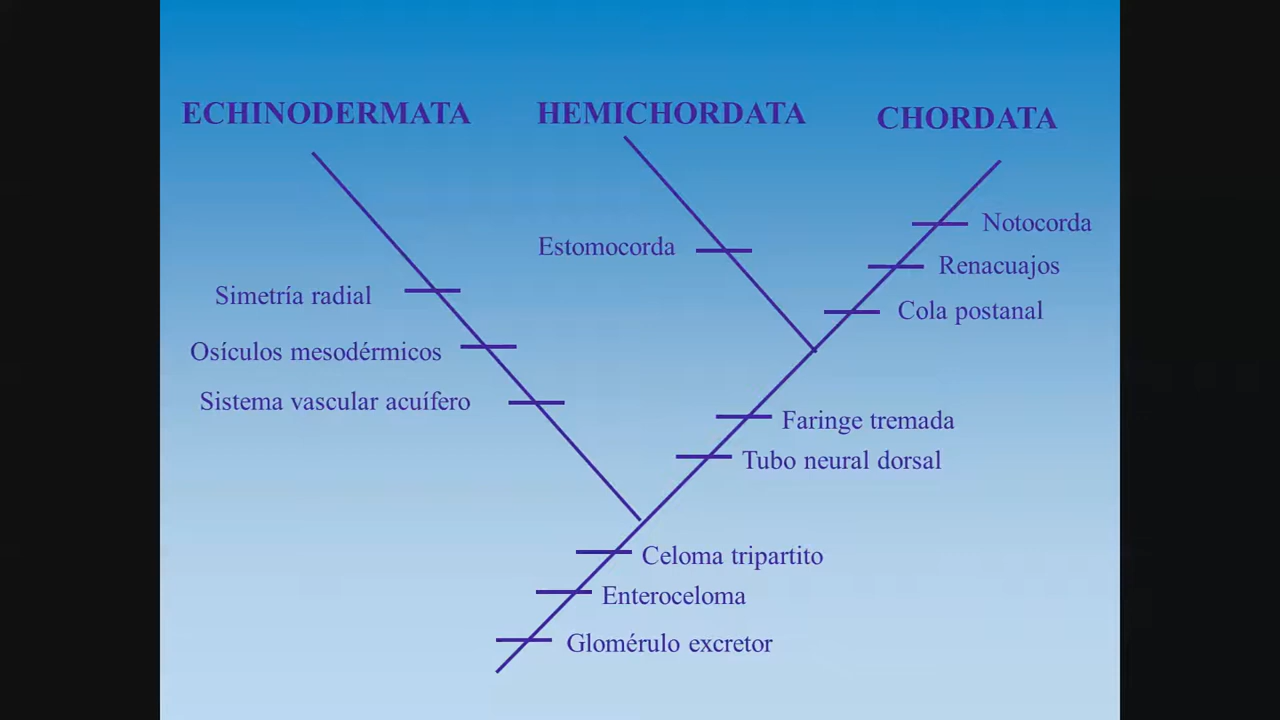 ECHINODERMATA
HEMICHORDATA
CHORDATA
Notocorda
Estomocorda
Renacuajos
Simetría radial
Cola postanal
Osículos mesodérmicos
Sistema vascular acuífero
Faringe tremada
Tubo neural dorsal
Celoma tripartito
Enteroceloma
Glomérulo excretor